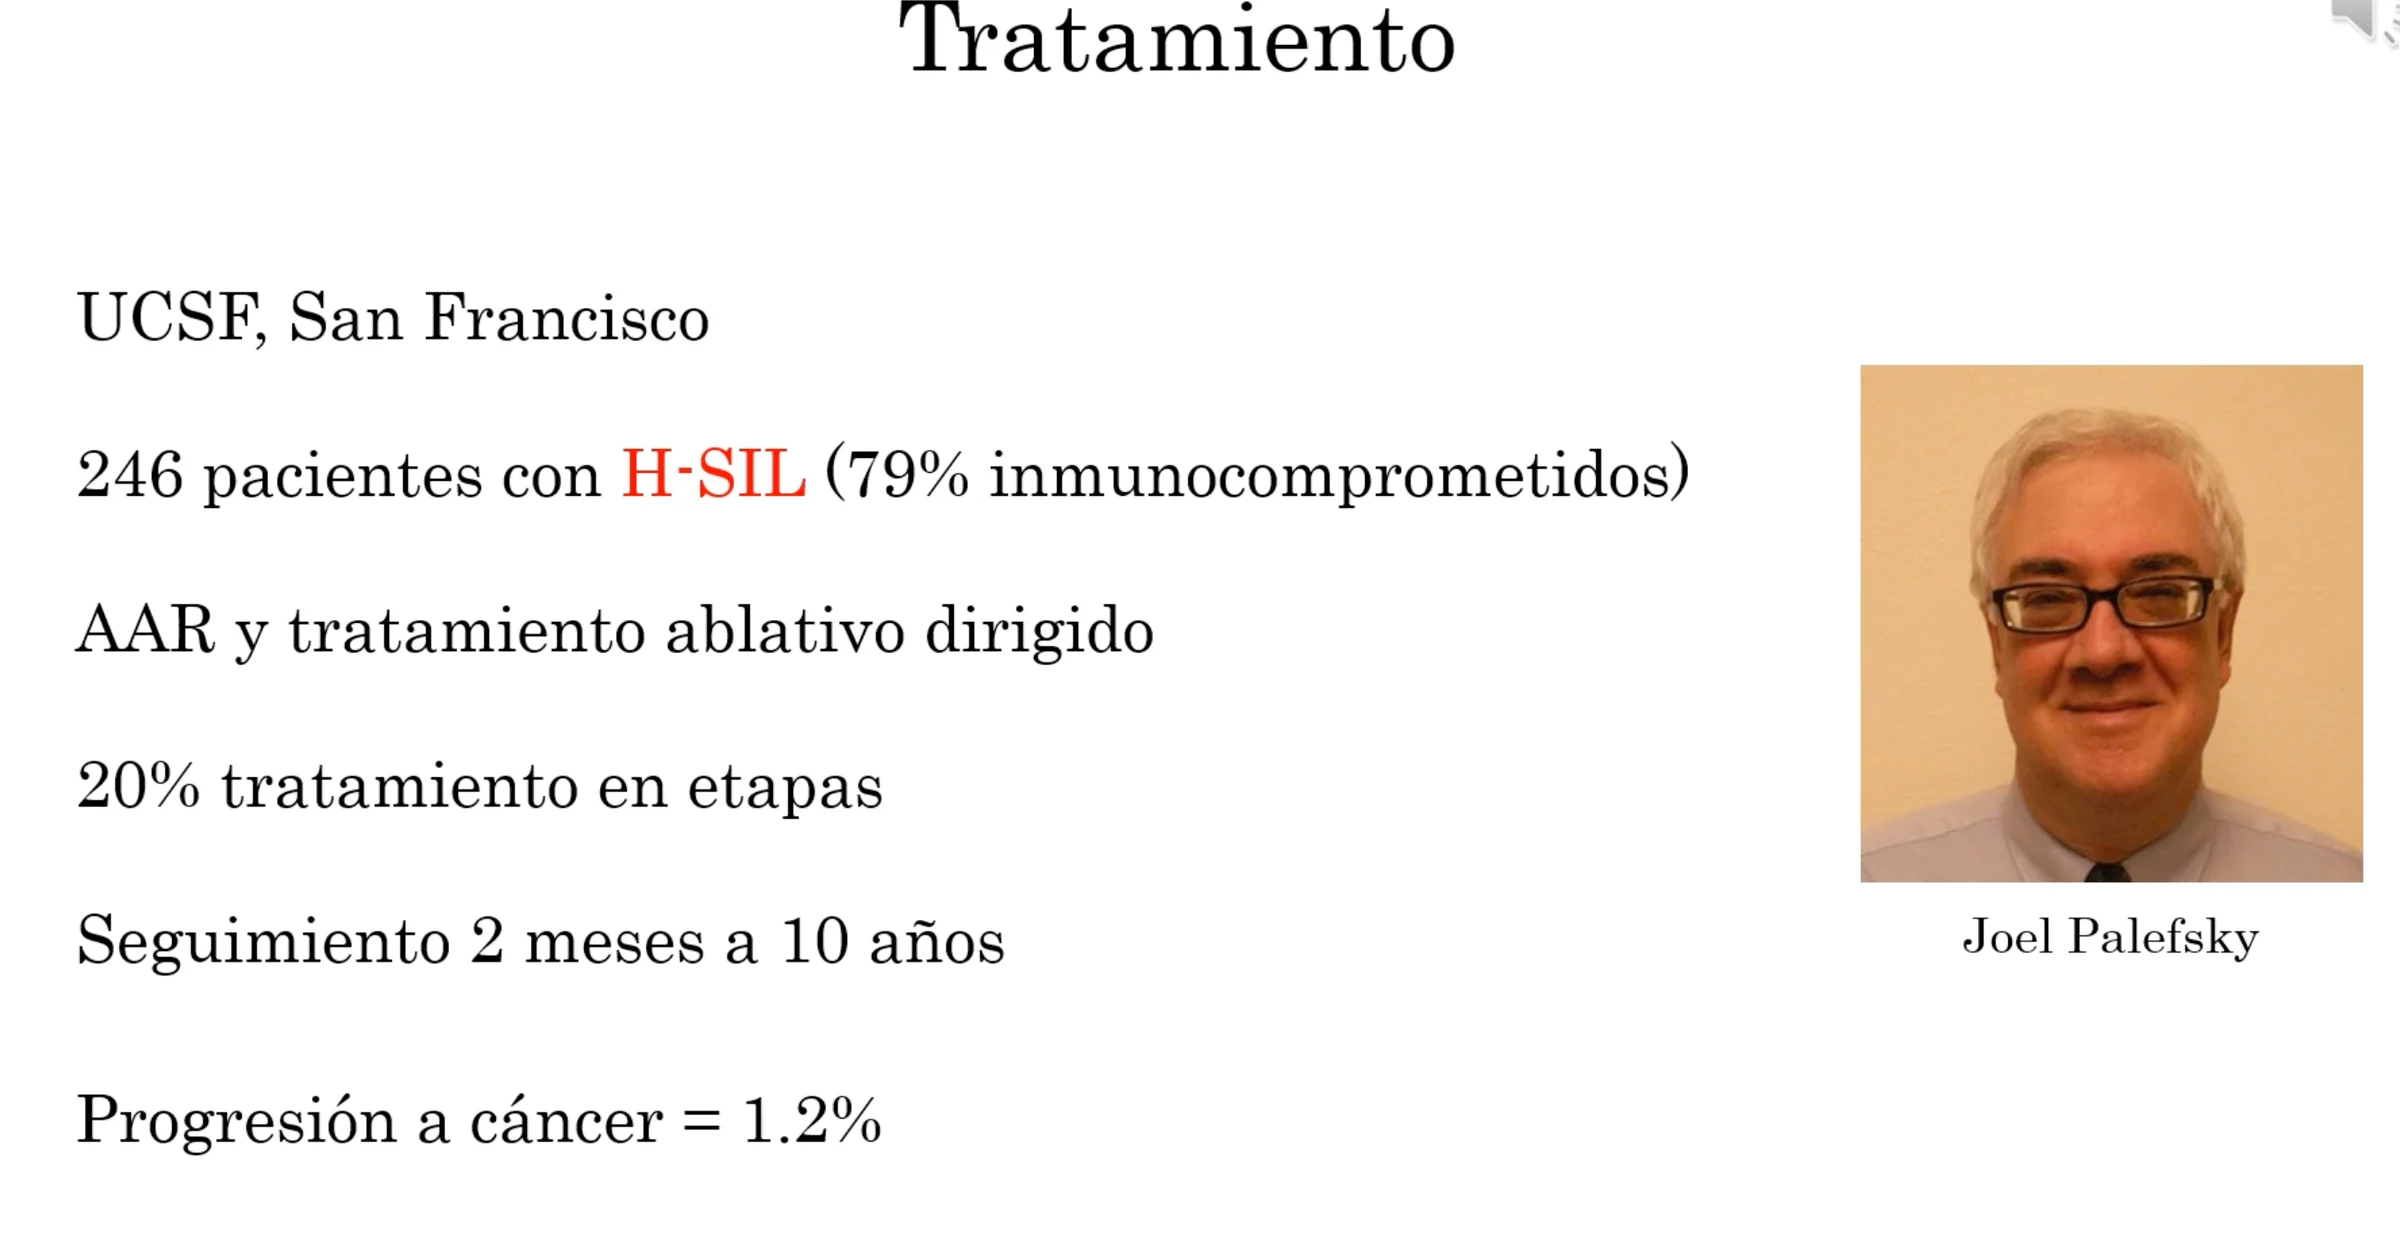 Tratamiento
UCSF, San Francisco
246 pacientes con H-SIL (79% inmunocomprometidos)
AAR y tratamiento ablativo dirigido
20% tratamiento en etapas
Seguimiento 2 meses a 10 años
Joel Palefsky
Progresión a cáncer = 1.2%